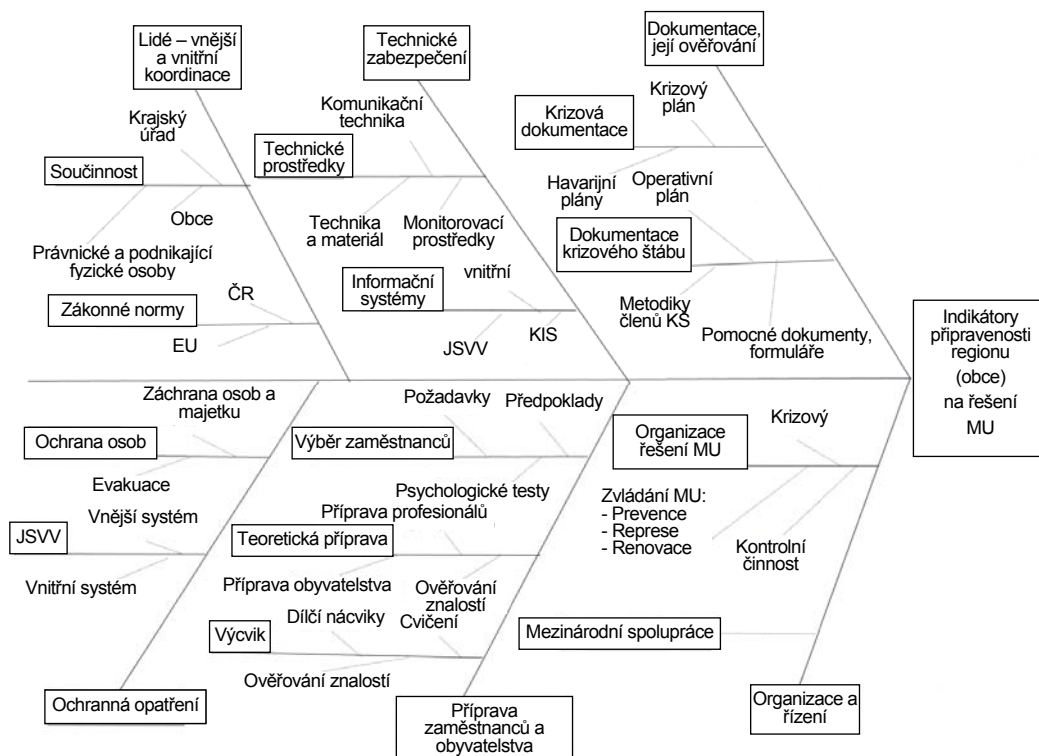 Lidé – vnější
a vnitřní
koordinace
Technické
zabezpečení
Dokumentace,
její ověřování
Krajský
úřad
Komunikační
technika
Krizový
plán
Krizová
dokumentace
Součinnost
Technické
prostředky
Obce
Technika
a materiál
Monitorovací
prostředky
Havarijní
plány
Operativní
plán
Právnické a podnikající
fyzické osoby
Dokumentace
krizového štábu
Zákonné normy
ČR
EU
Informační
systémy
vnitřní
JSVV
KIS
Metodiky
členů KŠ
Pomocné dokumenty,
formuláře
Indikátory
připravenosti
regionu
(obce)
na řešení
MU
Záchrana osob a
majetku
Ochrana osob
Evakuace
Vnější systém
JSVV
Vnitřní systém
Ochranná opatření
Požadavky
Předpoklady
Výběr zaměstnanců
Psychologické testy
Příprava profesionálů
Teoretická příprava
Příprava obyvatelstva
Ověřování
znalostí
Dílčí nácviky
Cvičení
Výcvik
Ověřování znalostí
Příprava
zaměstnanců a
obyvatelstva
Krizový
Organizace
řešení MU
Zvládání MU:
- Prevence
- Represe
- Renovace
Kontrolní
činnost
Mezinárodní spolupráce
Organizace a
řízení